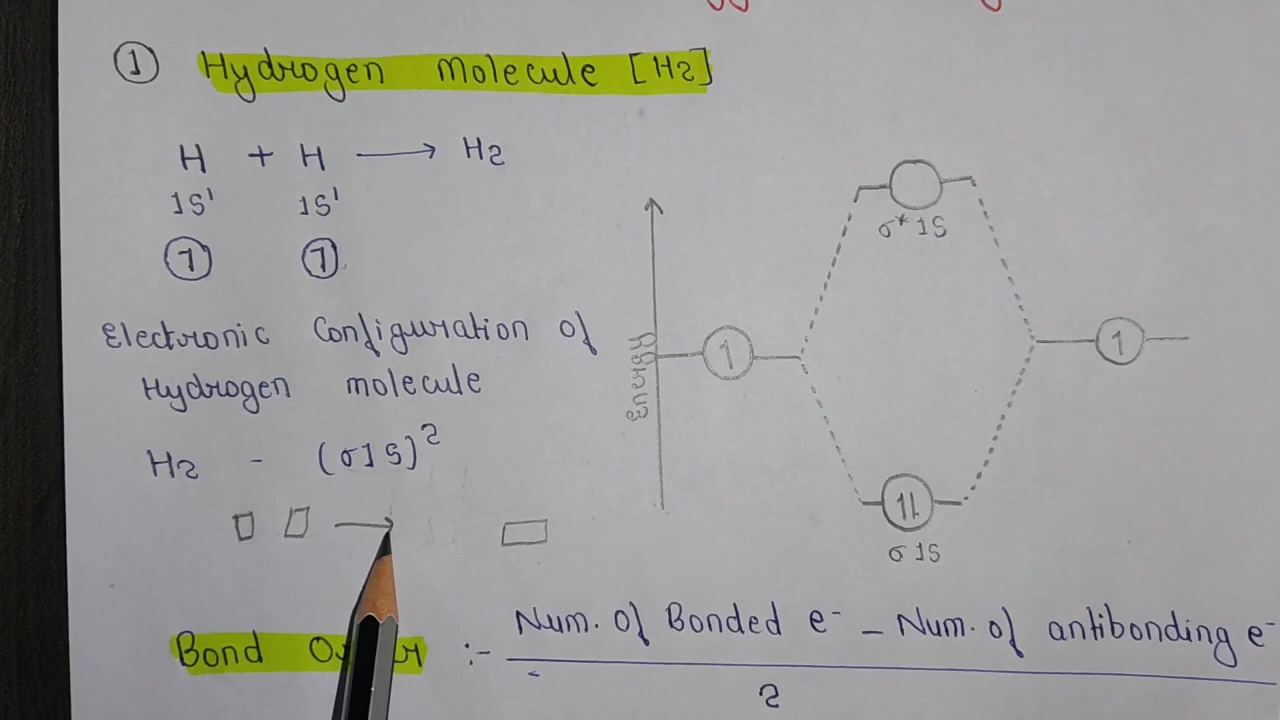 ① Hydrogen molecule [H2]
H + H ⟶ H2
1S¹ 1S¹
1 1
Electronic Configuration of
Hydrogen molecule
H2 - (σ1S)²
Energy
σ*1S
1 1
1L
σ1S
Bond :- Num. of Bonded e⁻ – Num. of antibonding e⁻
2